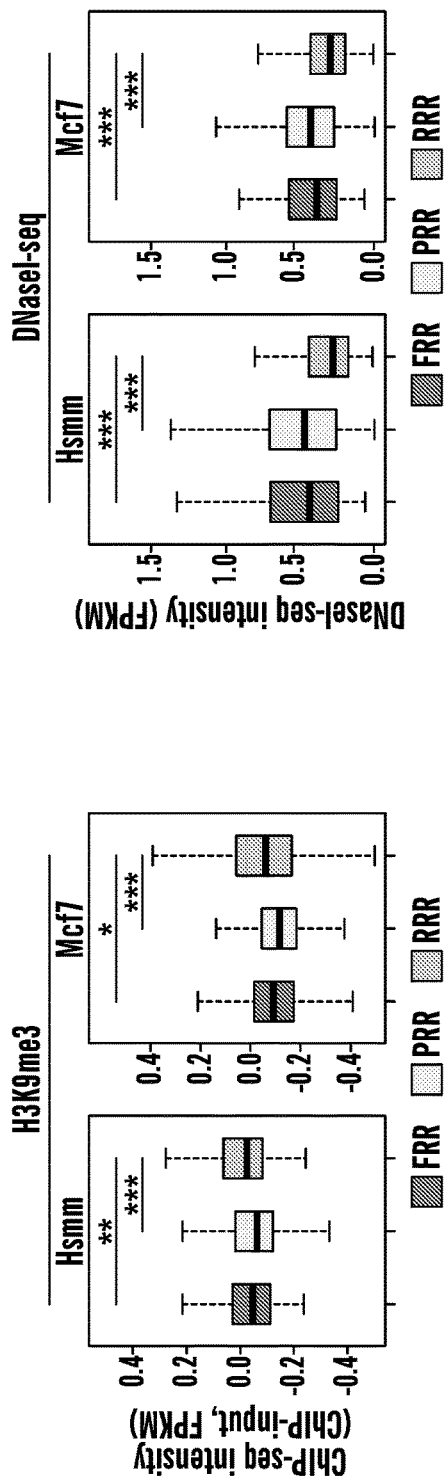 H3K9me3
Hsmm
Mcf7
ChIP-seq intensity
(ChIP-input, FPKM)
0.4
0.2
0.0
-0.2
-0.4
**
***
0.4
0.2
0.0
-0.2
-0.4
*
***
FRR PRR RRR
DNaseI-seq
Hsmm
Mcf7
DNaseI-seq intensity (FPKM)
1.5
1.0
0.5
0.0
***
***
1.5
1.0
0.5
0.0
***
***
FRR PRR RRR